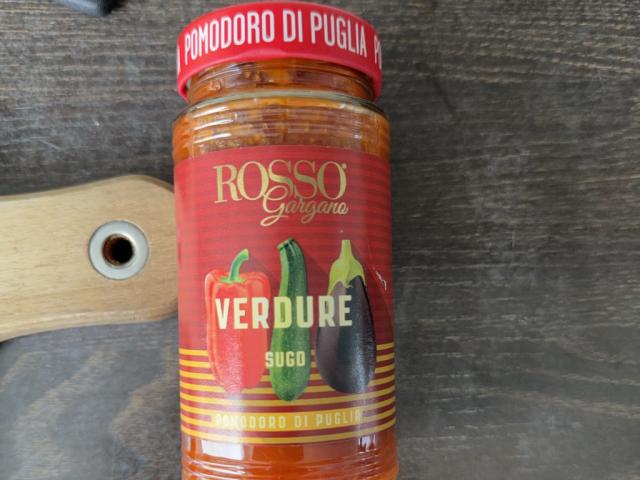 POMODORO DI PUGLIA
ROSSO
Gargano
VERDURE
SUGO
POMODORO DI PUGLIA